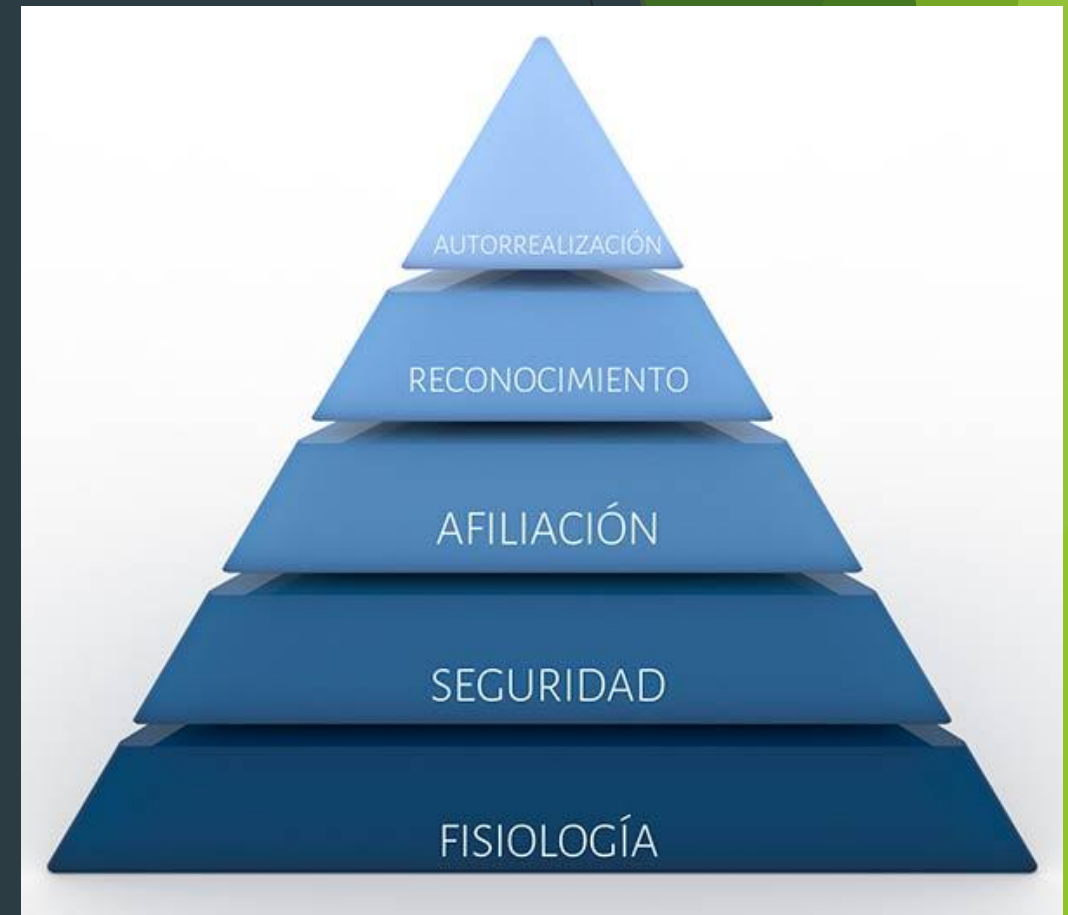 AUTORREALIZACIÓN
RECONOCIMIENTO
AFILIACIÓN
SEGURIDAD
FISIOLOGÍA